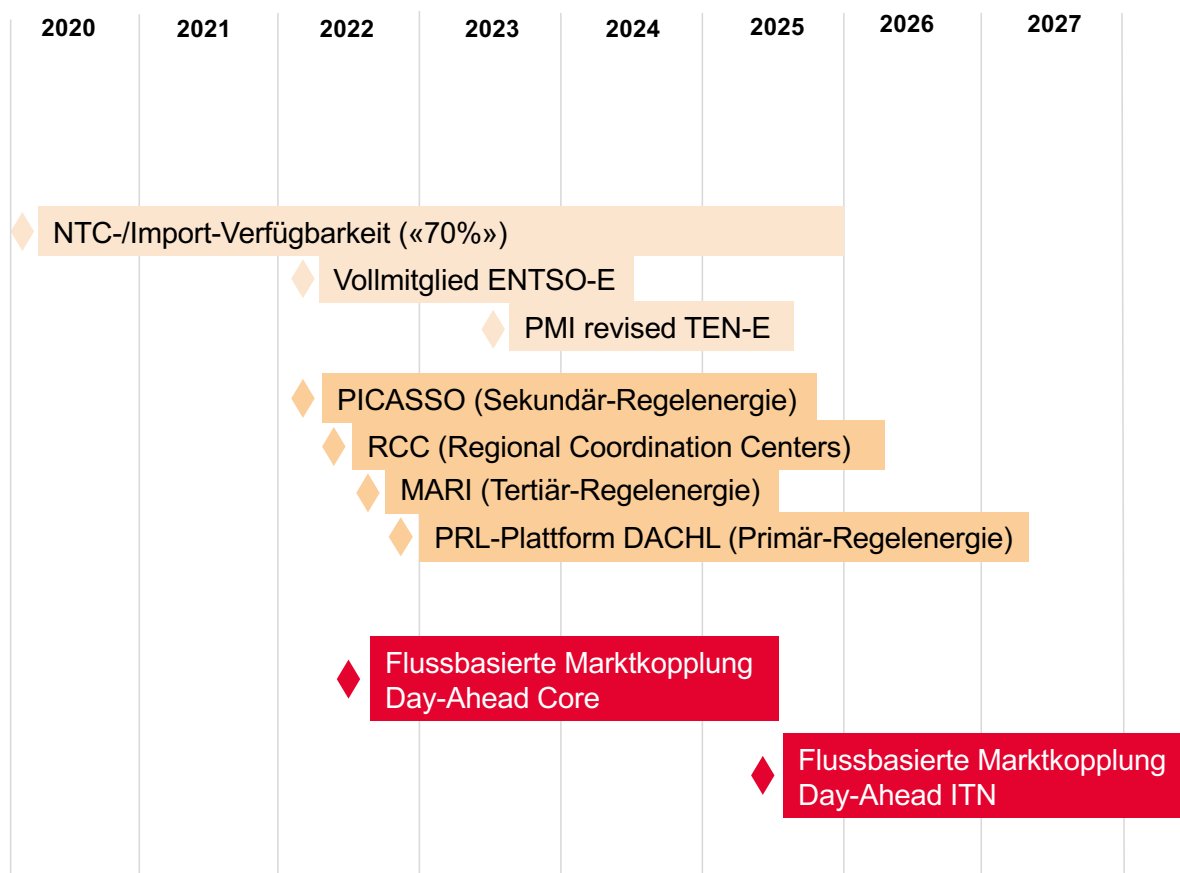 2020
2021
2022
2023
2024
2025
2026
2027
NTC-/Import-Verfügbarkeit («70%»)
Vollmitglied ENTSO-E
PMI revised TEN-E
PICASSO (Sekundär-Regelenergie)
RCC (Regional Coordination Centers)
MARI (Tertiär-Regelenergie)
PRL-Plattform DACHL (Primär-Regelenergie)
Flussbasierte Marktkopplung
Day-Ahead Core
Flussbasierte Marktkopplung
Day-Ahead ITN